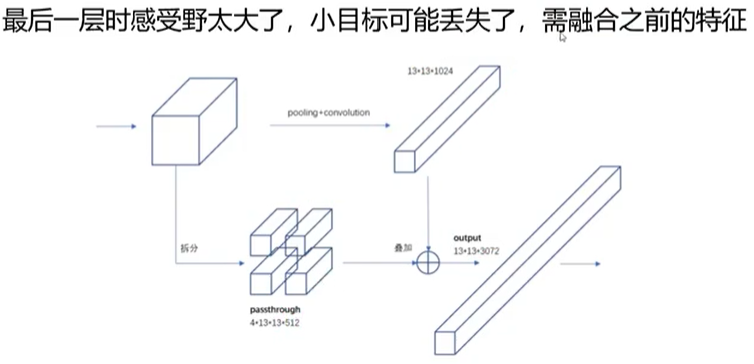 最后一层时感受野太大了，小目标可能丢失了，需融合之前的特征
13*13*1024
pooling+convolution
拆分
叠加
output
13*13*3072
passthrough
4*13*13*512